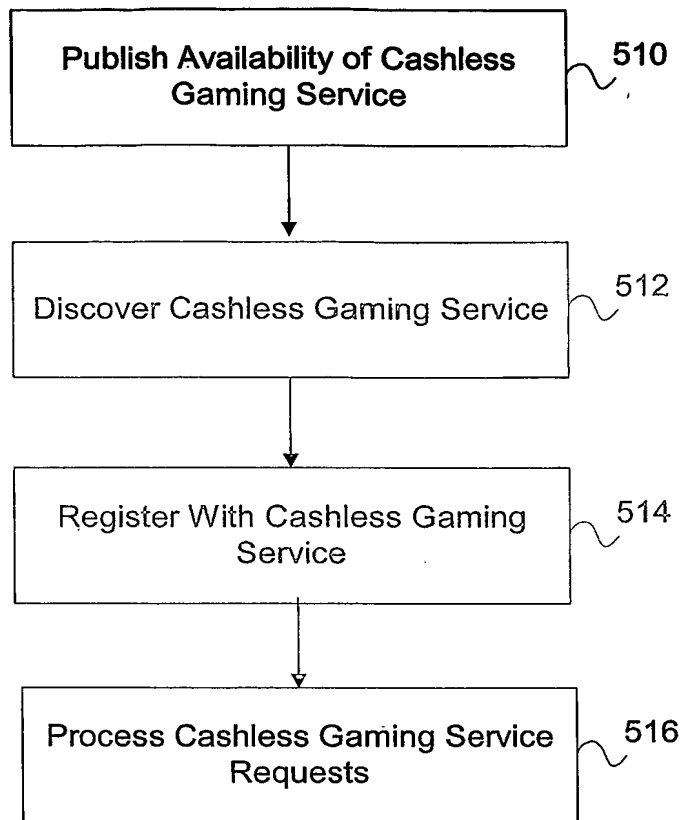 Publish Availability of Cashless
Gaming Service
510
Discover Cashless Gaming Service
512
Register With Cashless Gaming
Service
514
Process Cashless Gaming Service
Requests
516